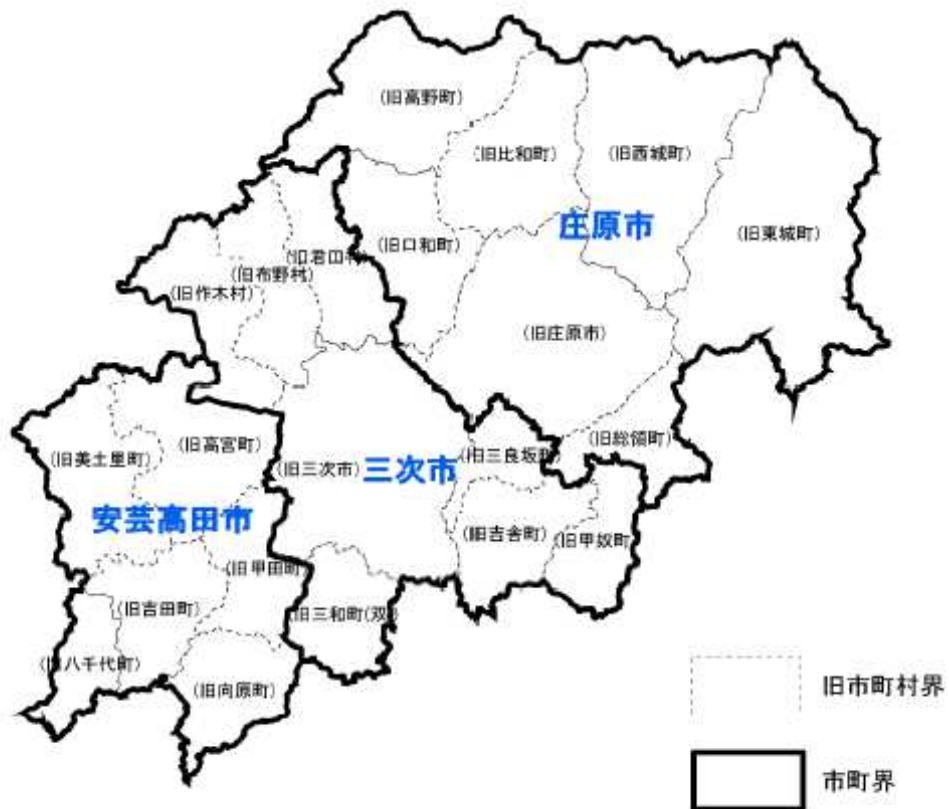 (旧高野町)
(旧比和町)
(旧西城町)
庄原市
(旧東城町)
(旧口和町)
(旧君田村)
(旧布野村)
(旧作木村)
(旧庄原市)
(旧総領町)
(旧高宮町)
(旧美土里町)
(旧三次市)
三次市
(旧三良坂町)
安芸高田市
(旧吉舎町)
(旧甲奴町)
(旧甲田町)
(旧吉田町)
(旧三和町(双))
(旧八千代町)
(旧向原町)
旧市町村界
市町界